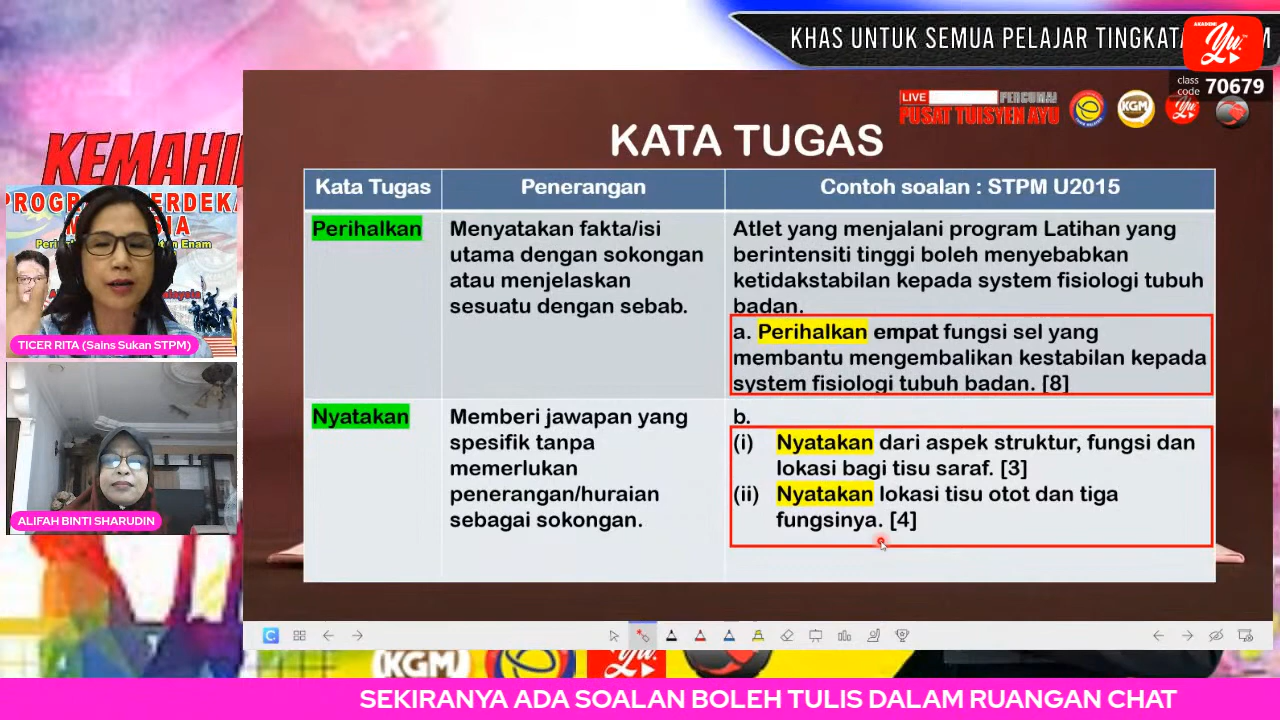 KHAS UNTUK SEMUA PELAJAR TINGKATA
AKADEMI
Yu
class
code 70679
LIVE
PERCUMA!
PUSAT TUISYEN AYU
KGM
Yu
KEMAHI
KATA TUGAS
Kata Tugas
Penerangan
Contoh soalan : STPM U2015
Perihalkan
Menyatakan fakta/isi
utama dengan sokongan
atau menjelaskan
sesuatu dengan sebab.
Atlet yang menjalani program Latihan yang
berintensiti tinggi boleh menyebabkan
ketidakstabilan kepada system fisiologi tubuh
badan.
a. Perihalkan empat fungsi sel yang
membantu mengembalikan kestabilan kepada
system fisiologi tubuh badan. [8]
Nyatakan
Memberi jawapan yang
spesifik tanpa
memerlukan
penerangan/huraian
sebagai sokongan.
b.
(i) Nyatakan dari aspek struktur, fungsi dan
lokasi bagi tisu saraf. [3]
(ii) Nyatakan lokasi tisu otot dan tiga
fungsinya. [4]
TICER RITA (Sains Sukan STPM)
ALIFAH BINTI SHARUDIN
KGM
Yu
SEKIRANYA ADA SOALAN BOLEH TULIS DALAM RUANGAN CHAT